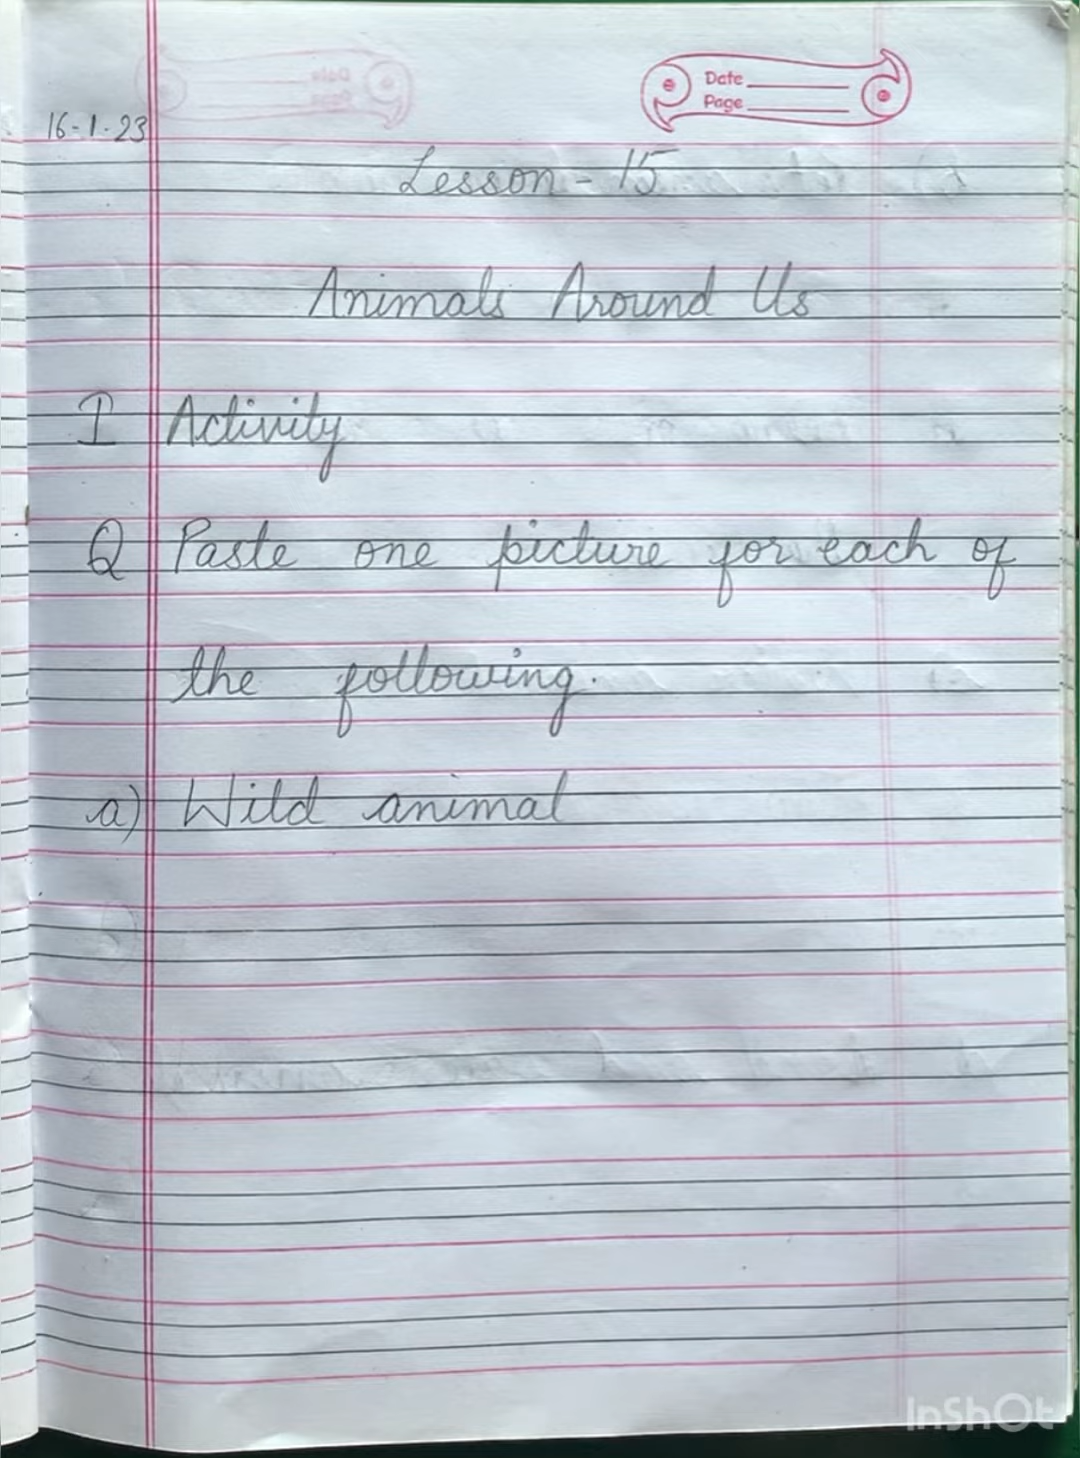 Date
Page
16-1-23
Lesson - 15
Animals Around Us
I Activity
Q Paste one picture for each of
the following.
a) Wild animal
InShOt